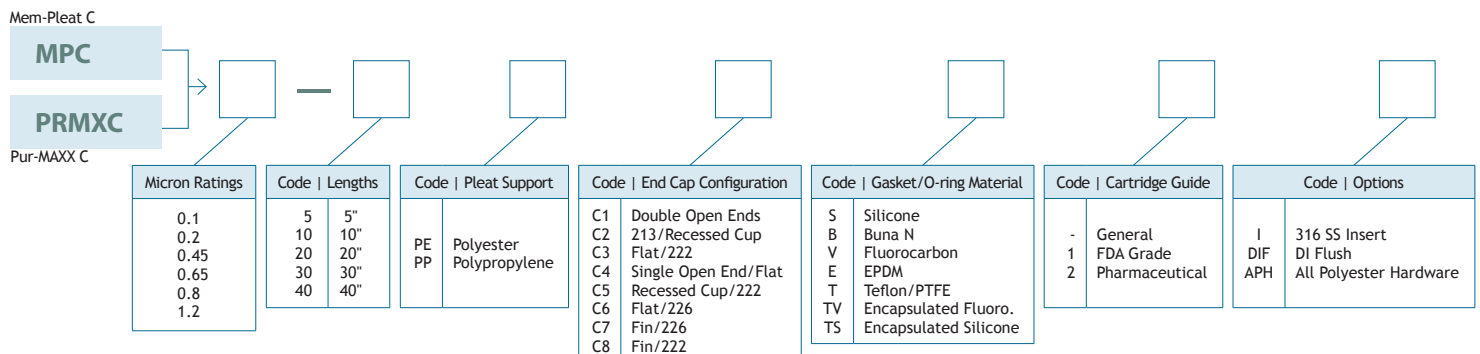 Mem-Pleat C
MPC
PRMXC
Pur-MAXX C
Micron Ratings
0.1
0.2
0.45
0.65
0.8
1.2
Code | Lengths
5 5"
10 10"
20 20"
30 30"
40 40"
Code | Pleat Support
PE Polyester
PP Polypropylene
Code | End Cap Configuration
C1 Double Open Ends
C2 213/Recessed Cup
C3 Flat/222
C4 Single Open End/Flat
C5 Recessed Cup/222
C6 Flat/226
C7 Fin/226
C8 Fin/222
Code | Gasket/O-ring Material
S Silicone
B Buna N
V Fluorocarbon
E EPDM
T Teflon/PTFE
TV Encapsulated Fluoro.
TS Encapsulated Silicone
Code | Cartridge Guide
- General
1 FDA Grade
2 Pharmaceutical
Code | Options
I 316 SS Insert
DIF DI Flush
APH All Polyester Hardware